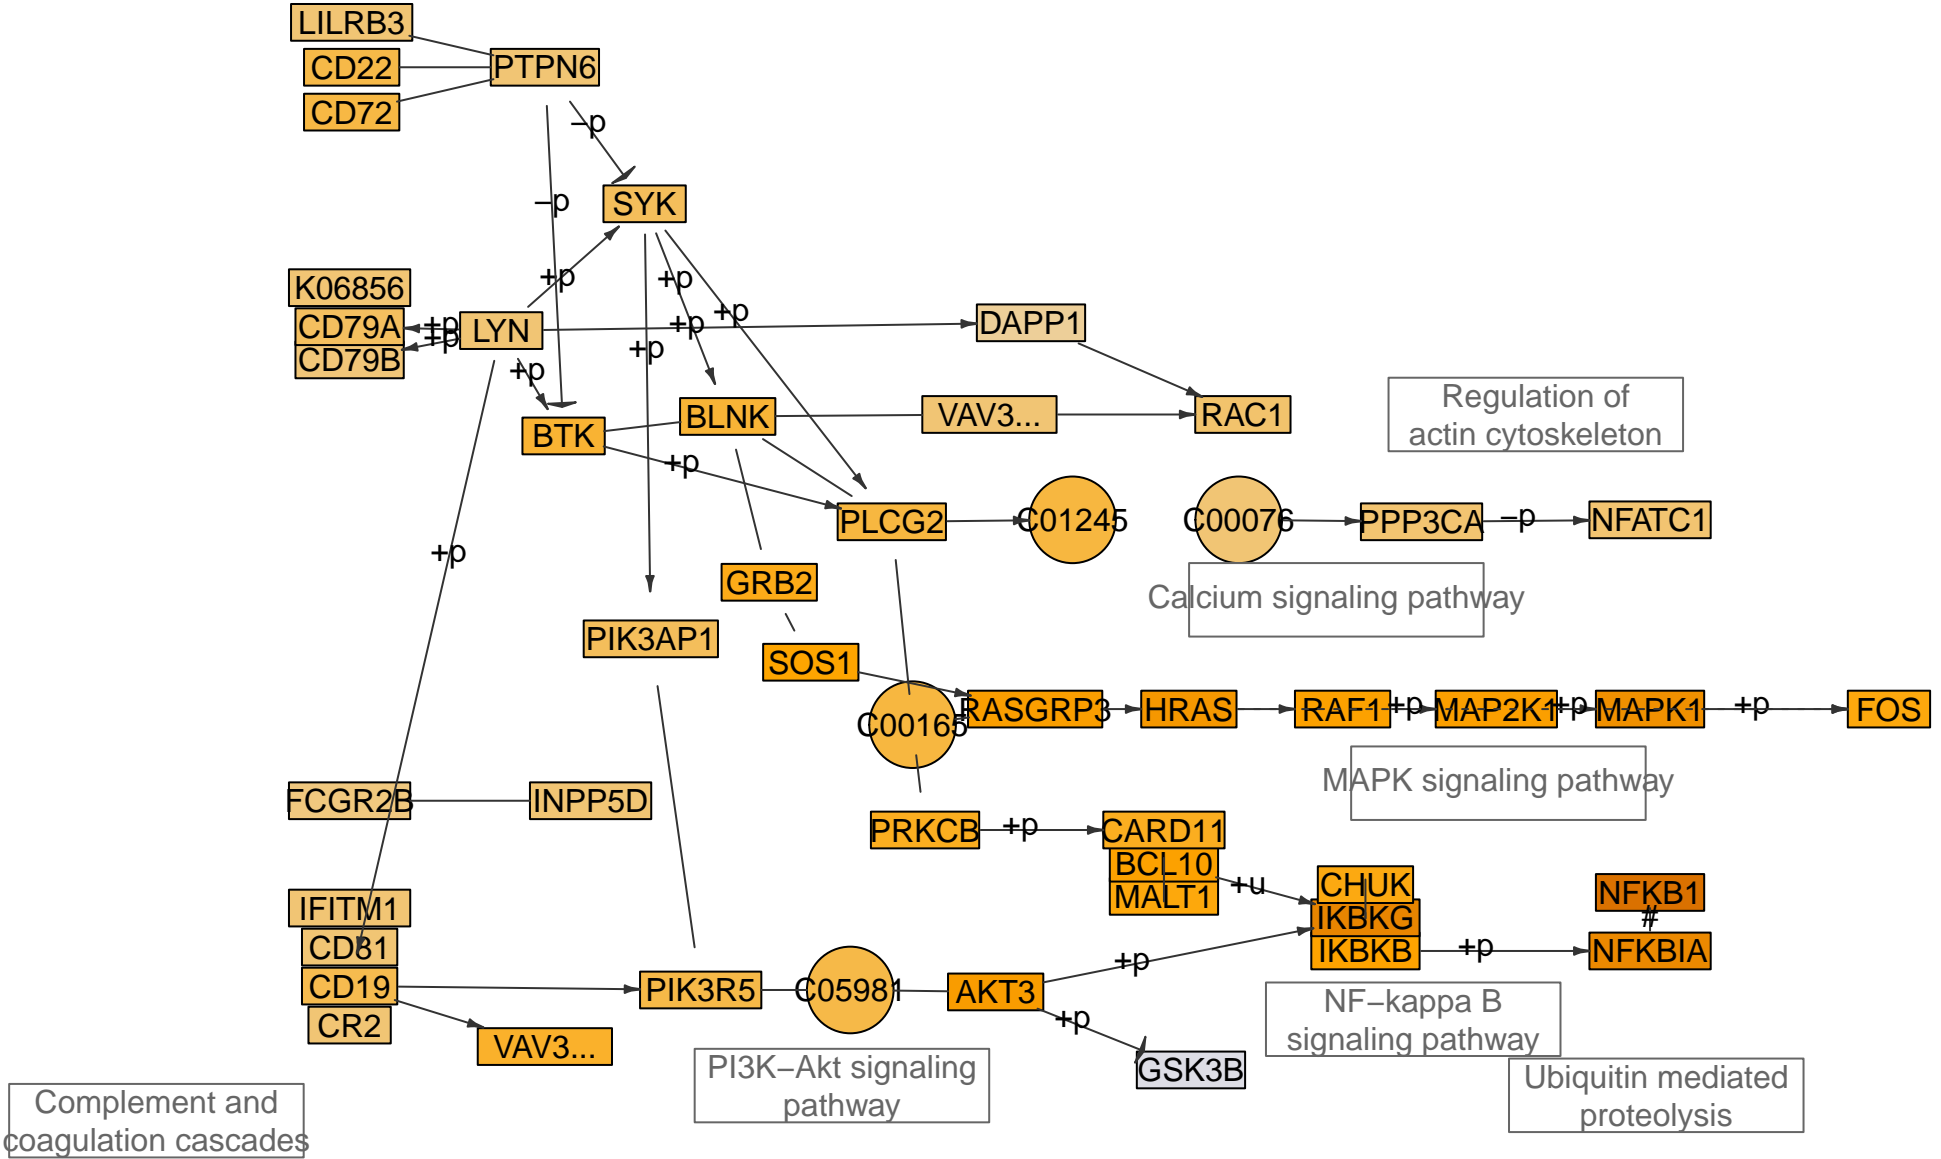 LILRB3
CD22
PTPN6
CD72
−p
−p
SYK
+p
+p
K06856
+p
CD79A
+p
LYN
+p
DAPP1
CD79B
+p
+p
+p
BTK
BLNK
VAV3...
RAC1
Regulation of
actin cytoskeleton
+p
PLCG2
C01245
C00076
PPP3CA
−p
NFATC1
+p
GRB2
Calcium signaling pathway
PIK3AP1
SOS1
C00165
RASGRP3
HRAS
RAF1
+p
MAP2K1
+p
MAPK1
+p
FOS
MAPK signaling pathway
FCGR2B
INPP5D
PRKCB
+p
CARD11
BCL10
MALT1
+u
CHUK
IKBKG
IKBKB
NFKB1
#
+p
NFKBIA
IFITM1
CD81
CD19
CR2
PIK3R5
C05981
AKT3
+p
+p
VAV3...
GSK3B
NF−kappa B
signaling pathway
PI3K−Akt signaling
pathway
Ubiquitin mediated
proteolysis
Complement and
coagulation cascades